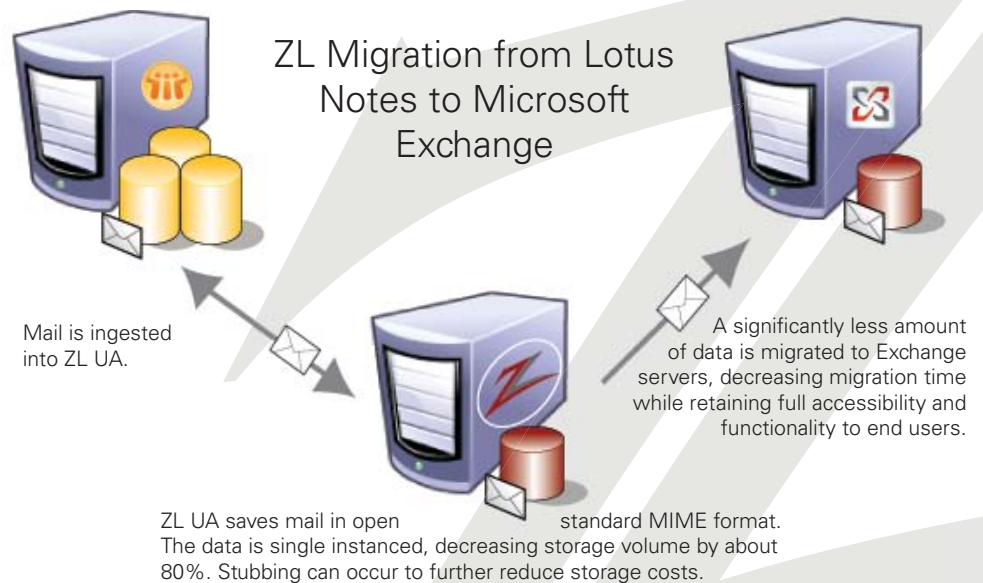 ZL Migration from Lotus
Notes to Microsoft
Exchange
Mail is ingested
into ZL UA.
A significantly less amount
of data is migrated to Exchange
servers, decreasing migration time
while retaining full accessibility and
functionality to end users.
ZL UA saves mail in open standard MIME format.
The data is single instanced, decreasing storage volume by about
80%. Stubbing can occur to further reduce storage costs.